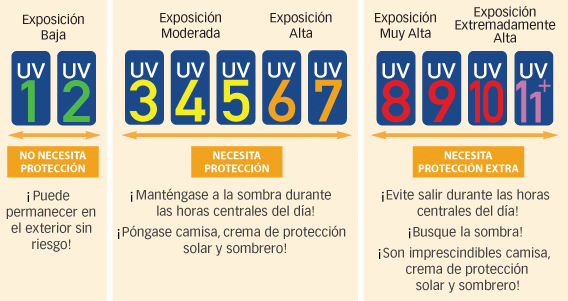 Exposición
Baja
UV
1
UV
2
NO NECESITA
PROTECCIÓN
¡Puede
permanecer en
el exterior sin
riesgo!
Exposición
Moderada
Exposición
Alta
UV
3
UV
4
UV
5
UV
6
UV
7
NECESITA
PROTECCIÓN
¡Manténgase a la sombra durante
las horas centrales del día!
¡Póngase camisa, crema de protección
solar y sombrero!
Exposición
Muy Alta
Exposición
Extremadamente
Alta
UV
8
UV
9
UV
10
UV
11+
NECESITA
PROTECCIÓN EXTRA
¡Evite salir durante las horas
centrales del día!
¡Busque la sombra!
¡Son imprescindibles camisa,
crema de protección
solar y sombrero!